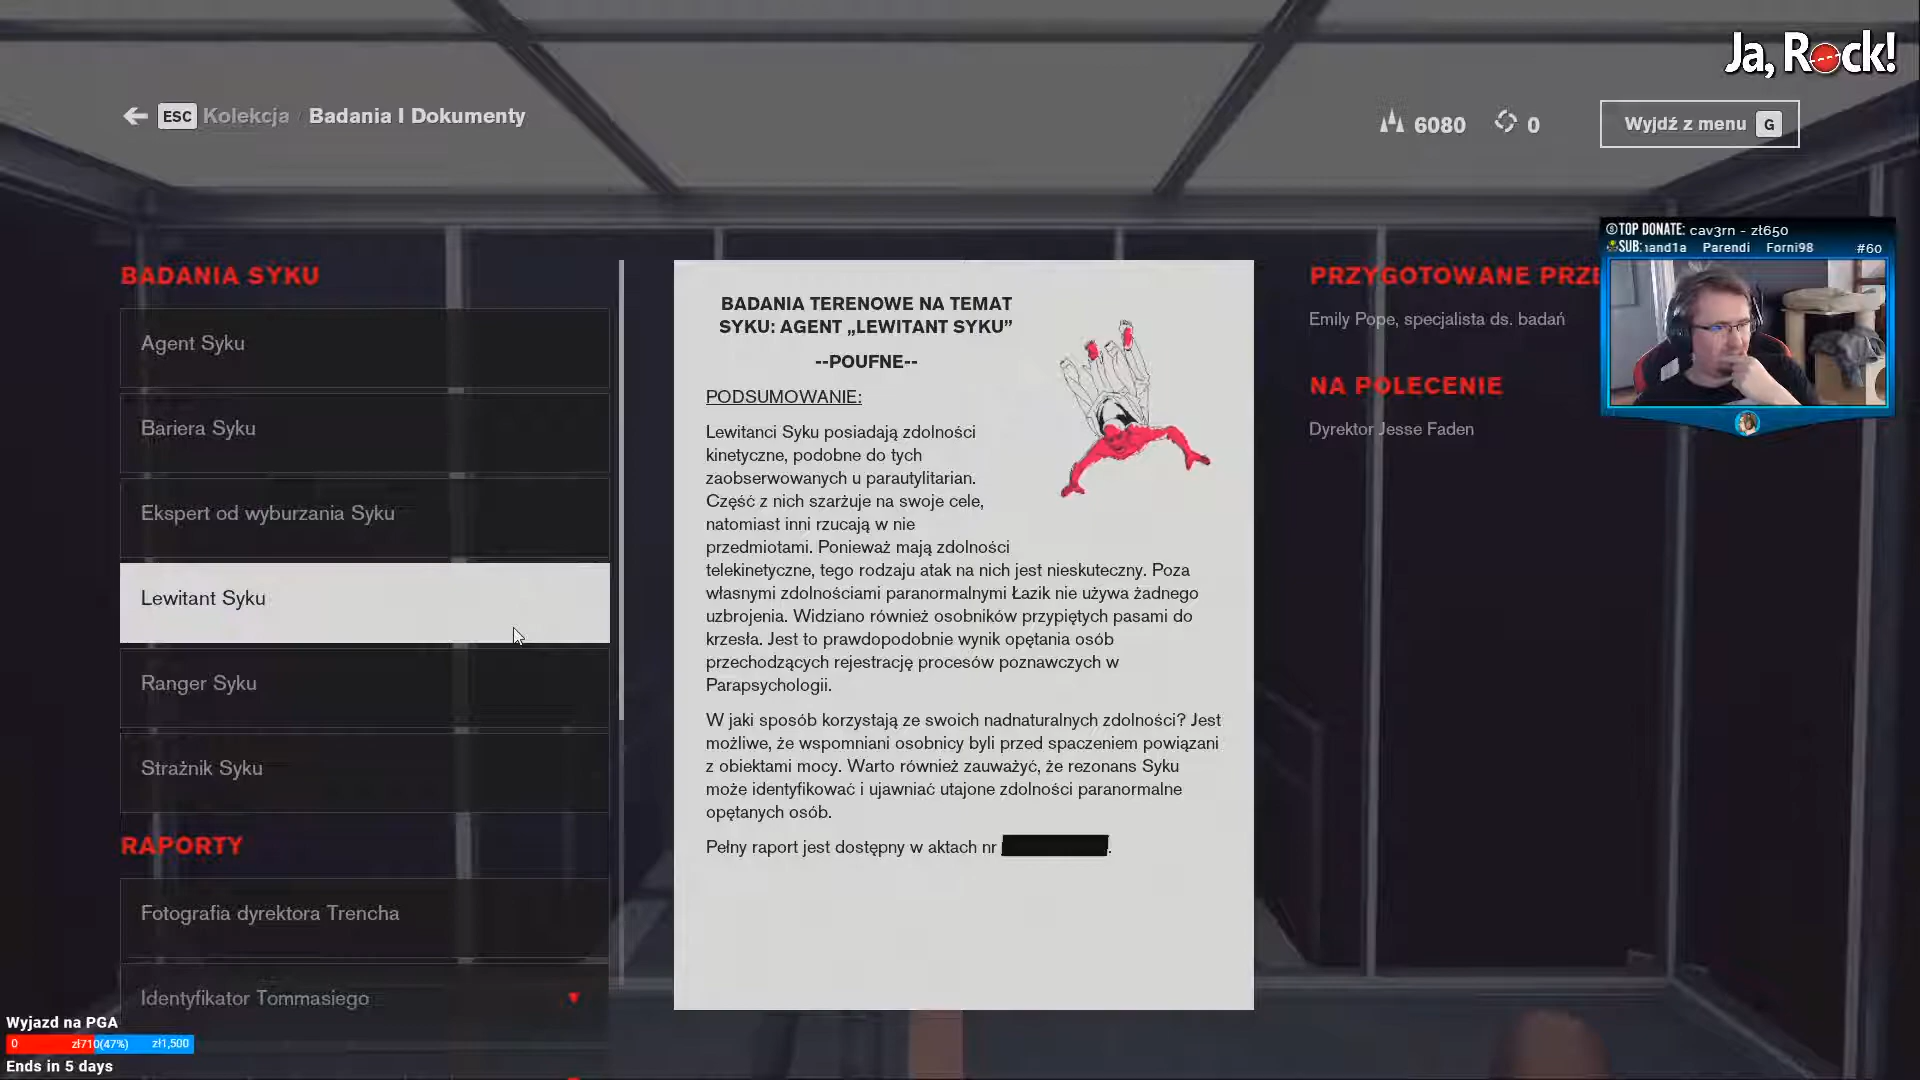 Ja, Rock!
ESC Kolekcja / Badania I Dokumenty
6080 0
Wyjdź z menu G
TOP DONATE: cav3rn - zł650
SUB: Parendi Forni98 #60
BADANIA SYKU
Agent Syku
Bariera Syku
Ekspert od wyburzania Syku
Lewitant Syku
Ranger Syku
Strażnik Syku
RAPORTY
Fotografia dyrektora Trencha
Identyfikator Tommasiego
BADANIA TERENOWE NA TEMAT
SYKU: AGENT „LEWITANT SYKU”
--POUFNE--
PODSUMOWANIE:
Lewitanci Syku posiadają zdolności
kinetyczne, podobne do tych
zaobserwowanych u parautylitarian.
Część z nich szarżuje na swoje cele,
natomiast inni rzucają w nie
przedmiotami. Ponieważ mają zdolności
telekinetyczne, tego rodzaju atak na nich jest nieskuteczny. Poza
własnymi zdolnościami paranormalnymi Łazik nie używa żadnego
uzbrojenia. Widziano również osobników przypiętych pasami do
krzesła. Jest to prawdopodobnie wynik opętania osób
przechodzących rejestrację procesów poznawczych w
Parapsychologii.
W jaki sposób korzystają ze swoich nadnaturalnych zdolności? Jest
możliwe, że wspomniani osobnicy byli przed spaczeniem powiązani
z obiektami mocy. Warto również zauważyć, że rezonans Syku
może identyfikować i ujawniać utajone zdolności paranormalne
opętanych osób.
Pełny raport jest dostępny w aktach nr .
PRZYGOTOWANE PRZE
Emily Pope, specjalista ds. badań
NA POLECENIE
Dyrektor Jesse Faden
Wyjazd na PGA
0 zł710(47%) zł1,500
Ends in 5 days